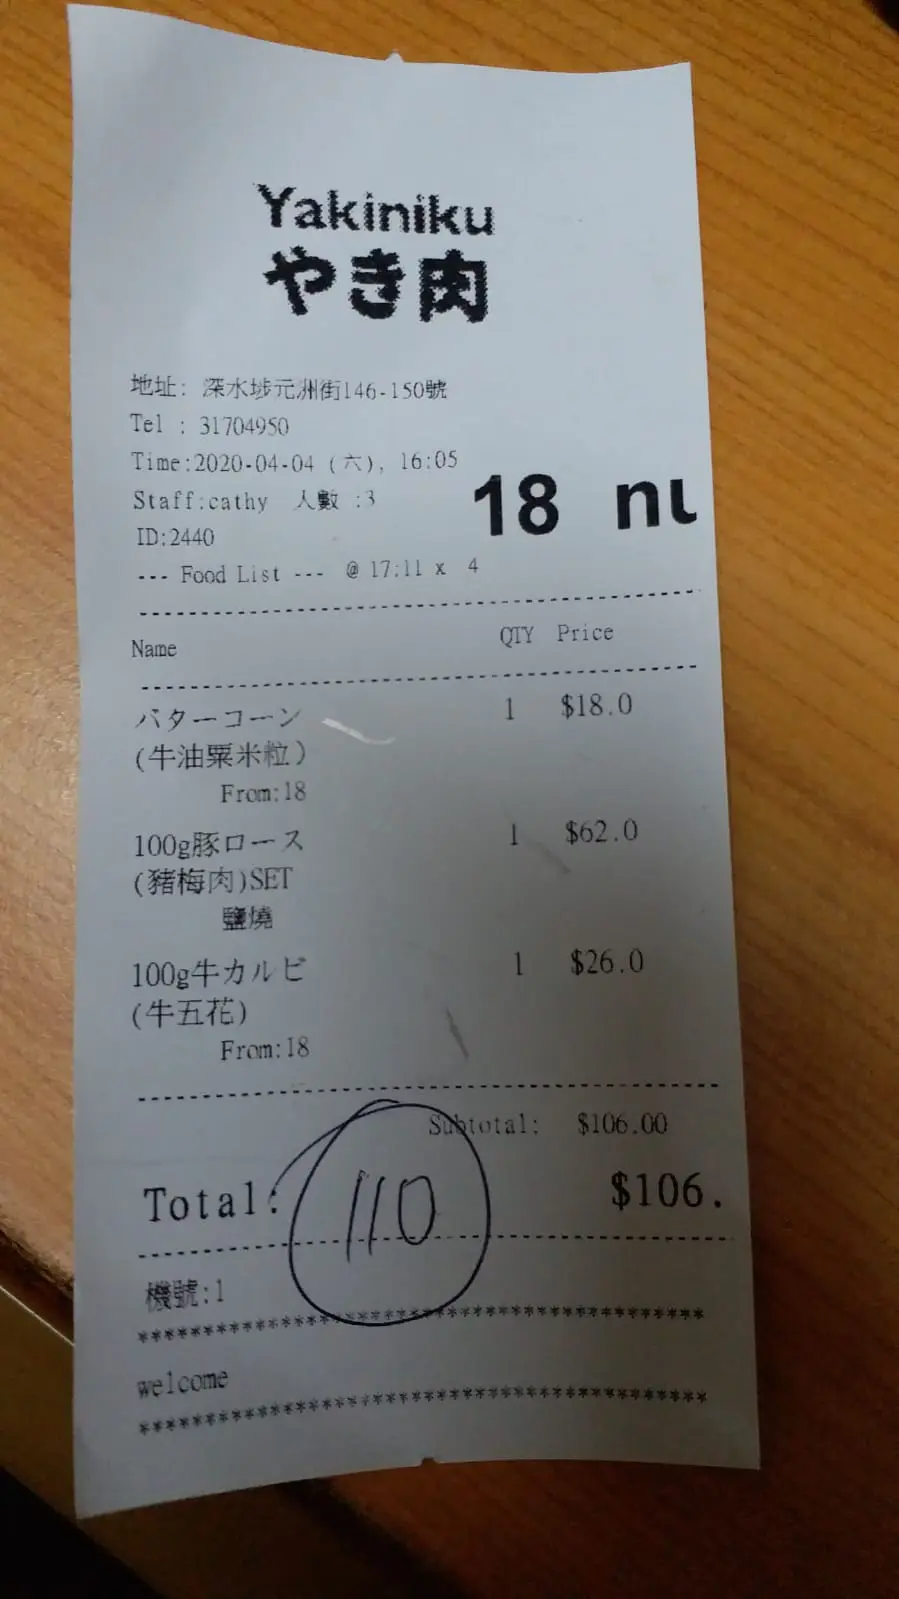 Yakiniku
やき肉
地址: 深水埗元洲街146-150號
Tel : 31704950
Time:2020-04-04 (六), 16:05
Staff:cathy 人數 :3
18 nu
ID:2440
--- Food List --- @ 17:11 x 4
Name QTY Price
バターコーン 1 $18.0
(牛油粟米粒)
From:18
100g豚ロース 1 $62.0
(豬梅肉)SET
鹽燒
100g牛カルビ 1 $26.0
(牛五花)
From:18
Subtotal: $106.00
Total: $106.
110
機號:1
****************************************
welcome
****************************************